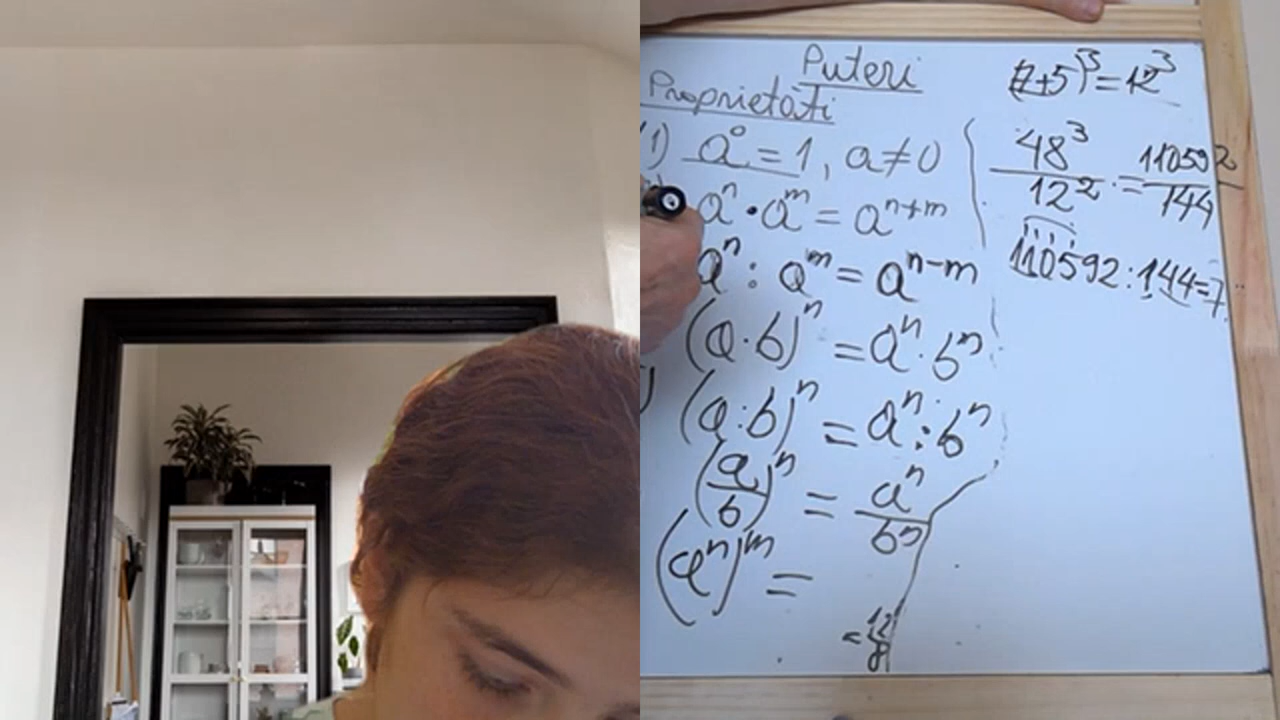 Puteri
Proprietăți
1) a⁰ = 1, a ≠ 0
aⁿ · aᵐ = aⁿ⁺ᵐ
aⁿ : aᵐ = aⁿ⁻ᵐ
(a·b)ⁿ = aⁿ · bⁿ
(a:b)ⁿ = aⁿ : bⁿ
(a/b)ⁿ = aⁿ/bⁿ
(aⁿ)ᵐ =
(7+5)³ = 12³
48³/12² = 110592/144
110592 : 144 = 7